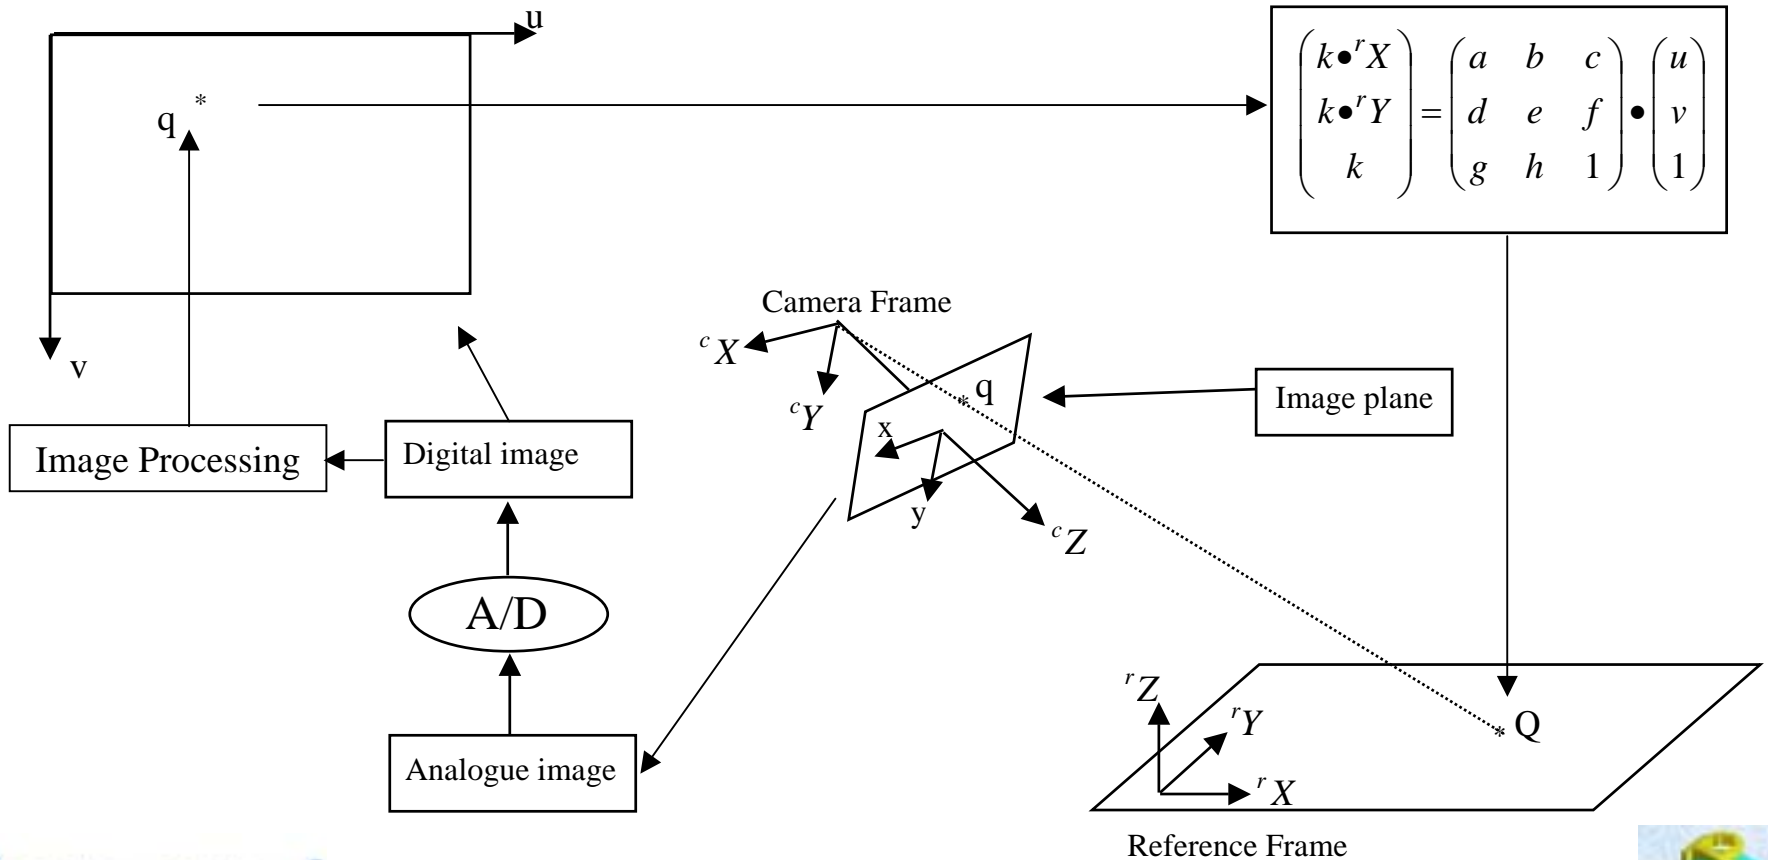 u
q *
v
k•ʳX a b c u
k•ʳY = d e f • v
k g h 1 1
Camera Frame
ᶜX
ᶜY
* q
x
y
ᶜZ
Image plane
Image Processing
Digital image
A/D
Analogue image
ʳZ
ʳY
ʳX
* Q
Reference Frame